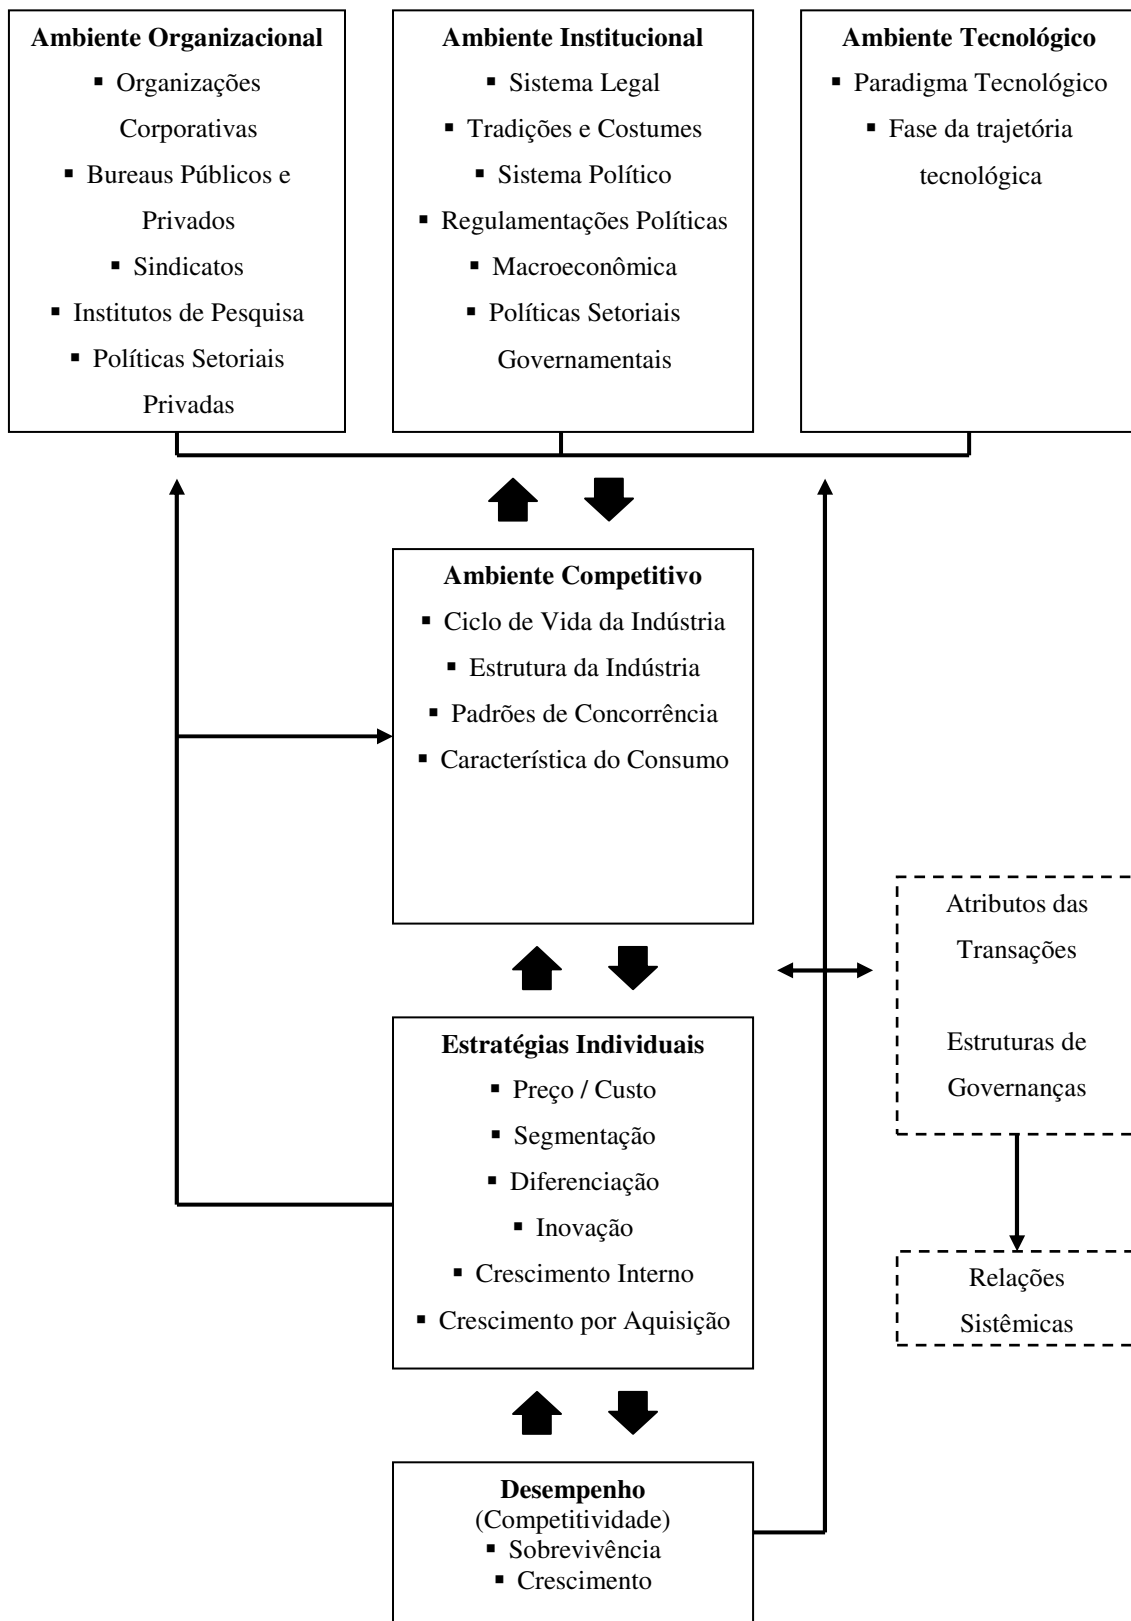 Ambiente Organizacional
▪ Organizações
Corporativas
▪ Bureaus Públicos e
Privados
▪ Sindicatos
▪ Institutos de Pesquisa
▪ Políticas Setoriais
Privadas
Ambiente Institucional
▪ Sistema Legal
▪ Tradições e Costumes
▪ Sistema Político
▪ Regulamentações Políticas
▪ Macroeconômica
▪ Políticas Setoriais
Governamentais
Ambiente Tecnológico
▪ Paradigma Tecnológico
▪ Fase da trajetória
tecnológica
Ambiente Competitivo
▪ Ciclo de Vida da Indústria
▪ Estrutura da Indústria
▪ Padrões de Concorrência
▪ Característica do Consumo
Atributos das
Transações
Estruturas de
Governanças
Estratégias Individuais
▪ Preço / Custo
▪ Segmentação
▪ Diferenciação
▪ Inovação
▪ Crescimento Interno
▪ Crescimento por Aquisição
Relações
Sistêmicas
Desempenho
(Competitividade)
▪ Sobrevivência
▪ Crescimento